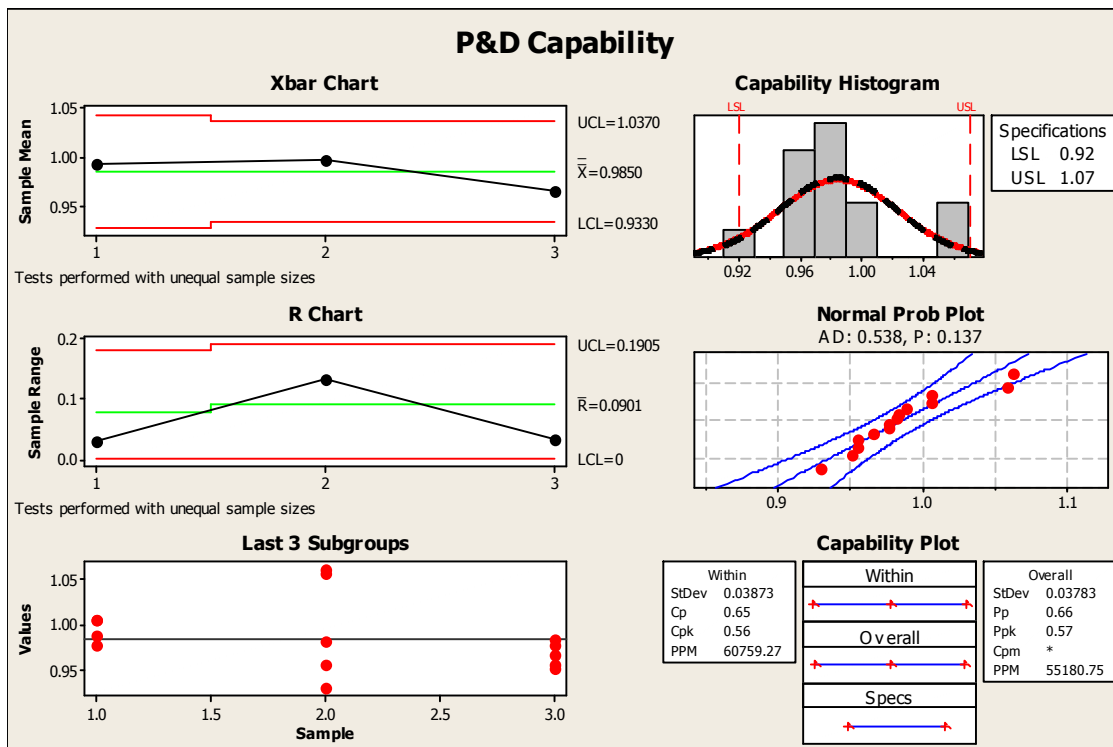 P&D Capability
Xbar Chart
Sample Mean
1.05
1.00
0.95
1
2
3
UCL=1.0370
X=0.9850
LCL=0.9330
Tests performed with unequal sample sizes
Capability Histogram
LSL
USL
0.92
0.96
1.00
1.04
Specifications
LSL 0.92
USL 1.07
R Chart
Sample Range
0.2
0.1
0.0
1
2
3
UCL=0.1905
R=0.0901
LCL=0
Tests performed with unequal sample sizes
Normal Prob Plot
AD: 0.538, P: 0.137
0.9
1.0
1.1
Last 3 Subgroups
Values
1.05
1.00
0.95
1.0
1.5
2.0
2.5
3.0
Sample
Capability Plot
Within
StDev 0.03873
Cp 0.65
Cpk 0.56
PPM 60759.27
Within
Overall
Specs
Overall
StDev 0.03783
Pp 0.66
Ppk 0.57
Cpm *
PPM 55180.75